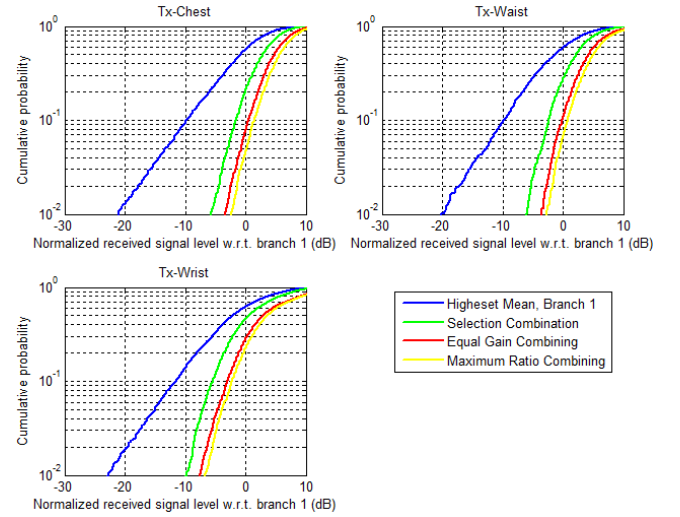 Tx-Chest
10^0
10^-1
10^-2
Cumulative probability
-30 -20 -10 0 10
Normalized received signal level w.r.t. branch 1 (dB)
Tx-Waist
10^0
10^-1
10^-2
Cumulative probability
-30 -20 -10 0 10
Normalized received signal level w.r.t. branch 1 (dB)
Tx-Wrist
10^0
10^-1
10^-2
Cumulative probability
-30 -20 -10 0 10
Normalized received signal level w.r.t. branch 1 (dB)
Higheset Mean, Branch 1
Selection Combination
Equal Gain Combining
Maximum Ratio Combining